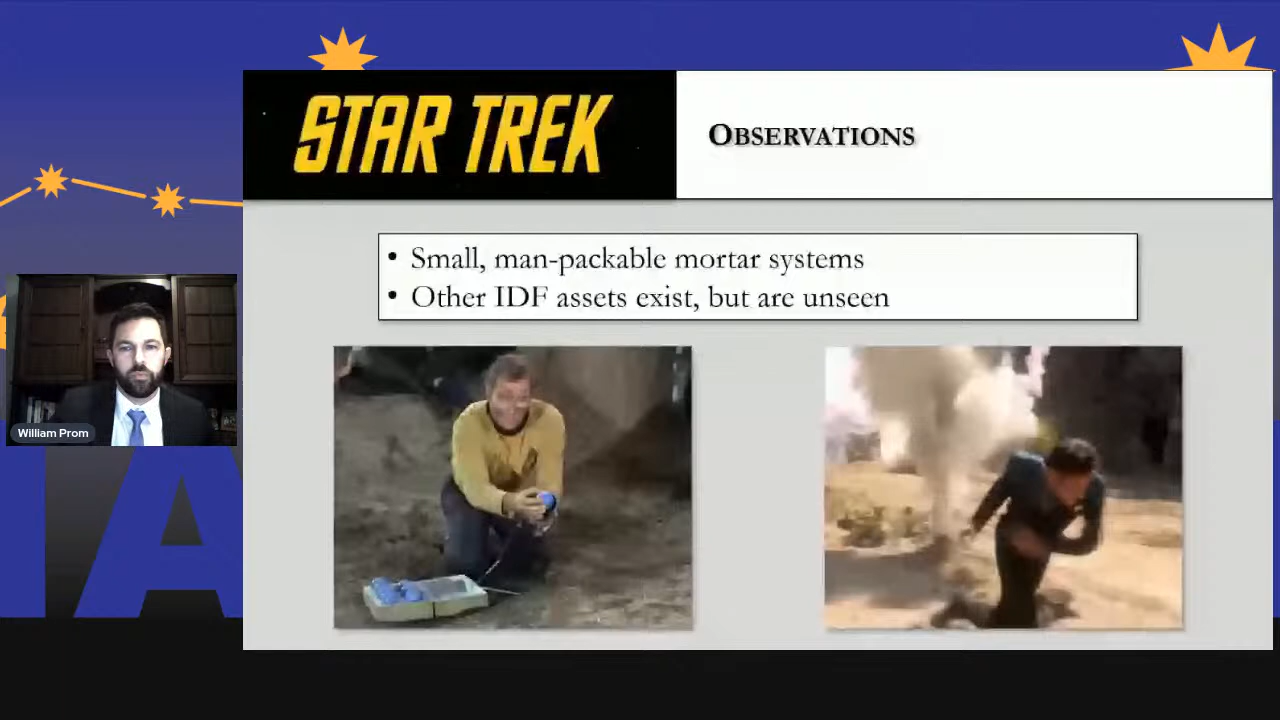 STAR TREK
OBSERVATIONS
• Small, man-packable mortar systems
• Other IDF assets exist, but are unseen
William Prom
A